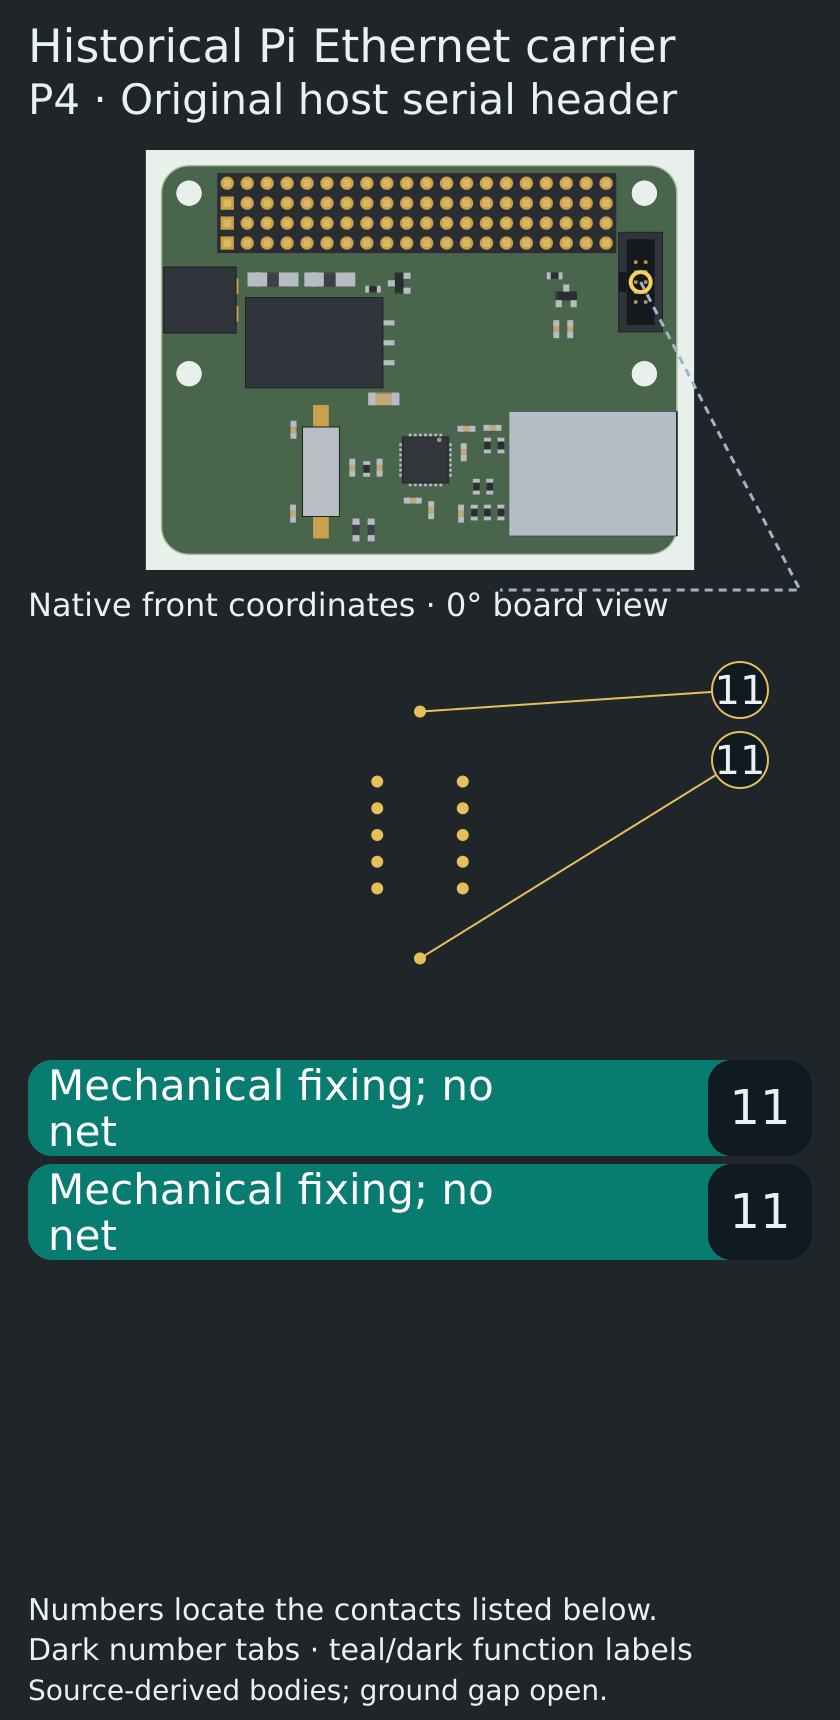 Historical Pi Ethernet carrier
P4 · Original host serial header
Native front coordinates · 0° board view
11
11
Mechanical fixing; no
net
11
Mechanical fixing; no
net
11
Numbers locate the contacts listed below.
Dark number tabs · teal/dark function labels
Source-derived bodies; ground gap open.